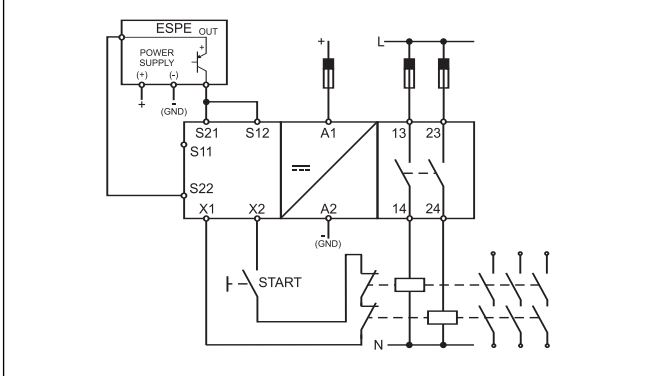 ESPE OUT
POWER
SUPPLY
+
(+) (-)
+ -
(GND)
+
L
S21 S12 A1 13 23
S11
S22
X1 X2 A2 14 24
-
(GND)
START
N